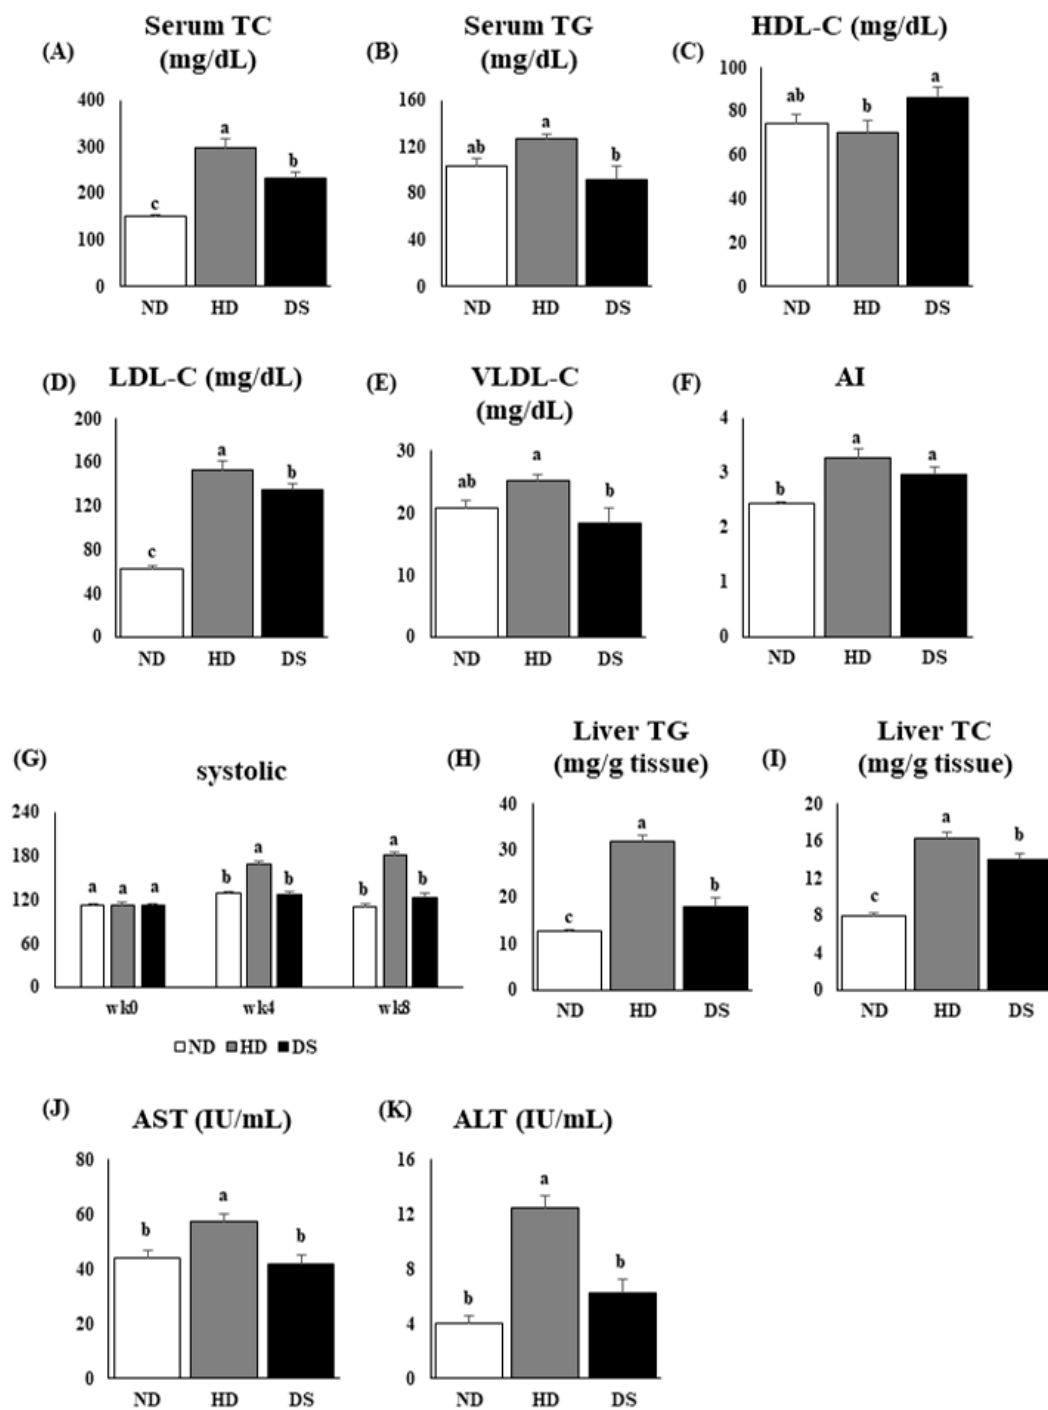 (A) Serum TC
(mg/dL)
400
300
200
100
0
c
a
b
ND HD DS
(B) Serum TG
(mg/dL)
160
120
80
40
0
ab
a
b
ND HD DS
(C) HDL-C (mg/dL)
100
80
60
40
20
0
ab
b
a
ND HD DS
(D) LDL-C (mg/dL)
200
160
120
80
40
0
c
a
b
ND HD DS
(E) VLDL-C
(mg/dL)
30
20
10
0
ab
a
b
ND HD DS
(F) AI
4
3
2
1
0
b
a
a
ND HD DS
(G) systolic
240
180
120
60
0
a a a
b a b
b a b
wk0 wk4 wk8
ND HD DS
(H) Liver TG
(mg/g tissue)
40
30
20
10
0
c
a
b
ND HD DS
(I) Liver TC
(mg/g tissue)
20
16
12
8
4
0
c
a
b
ND HD DS
(J) AST (IU/mL)
80
60
40
20
0
b
a
b
ND HD DS
(K) ALT (IU/mL)
16
12
8
4
0
b
a
b
ND HD DS